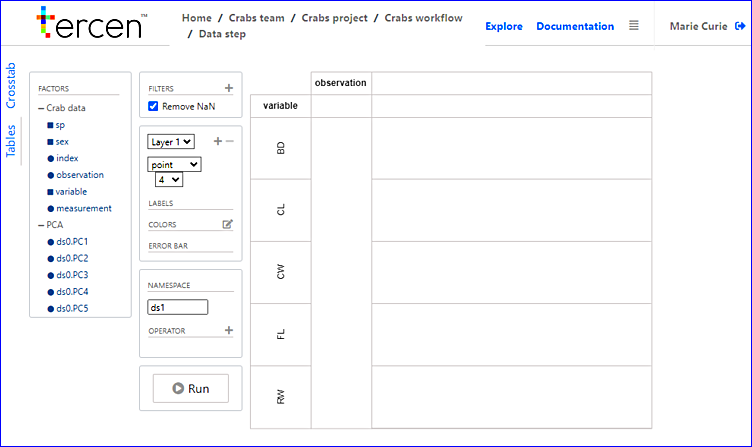 tercen™
Home / Crabs team / Crabs project / Crabs workflow
/ Data step
Explore
Documentation
Marie Curie
Crosstab
Tables
FACTORS
Crab data
sp
sex
index
observation
variable
measurement
PCA
ds0.PC1
ds0.PC2
ds0.PC3
ds0.PC4
ds0.PC5
FILTERS +
Remove NaN
Layer 1 + −
point
4
LABELS
COLORS
ERROR BAR
NAMESPACE
ds1
OPERATOR +
Run
observation
variable
BD
CL
CW
FL
RW